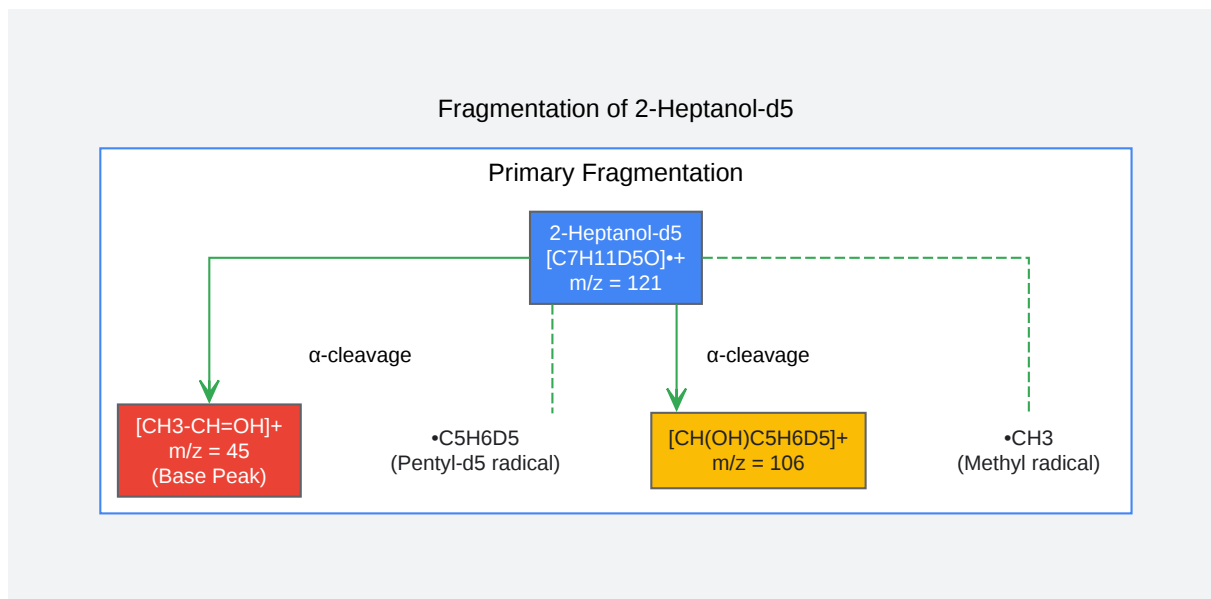 Fragmentation of 2-Heptanol-d5
Primary Fragmentation
2-Heptanol-d5
[C7H11D5O]•+
m/z = 121
α-cleavage
α-cleavage
[CH3-CH=OH]+
m/z = 45
(Base Peak)
•C5H6D5
(Pentyl-d5 radical)
[CH(OH)C5H6D5]+
m/z = 106
•CH3
(Methyl radical)